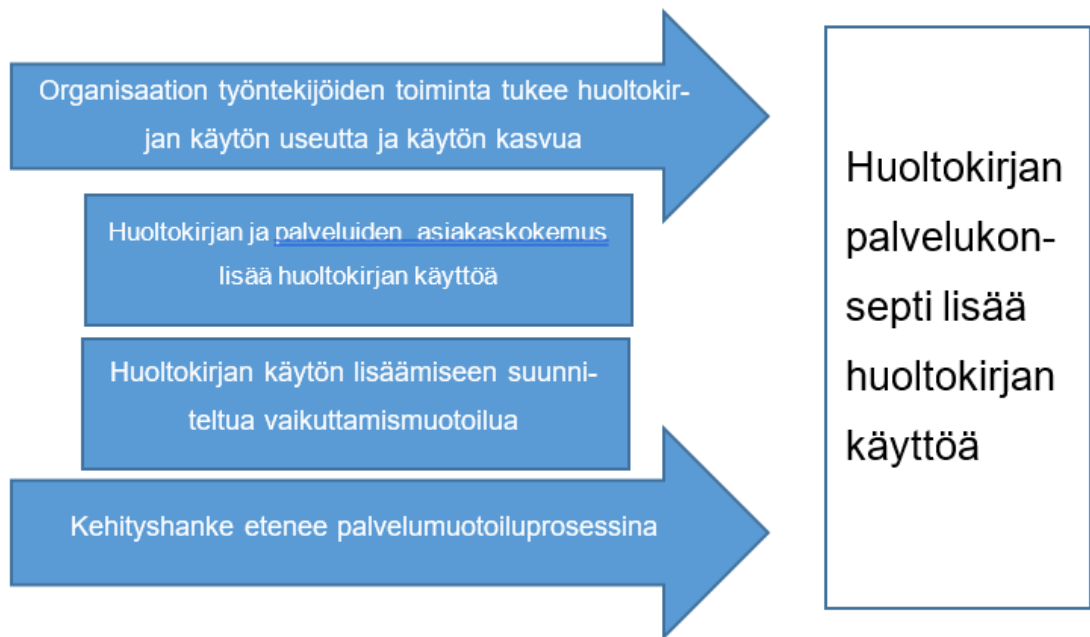 Organisaation työntekijöiden toiminta tukee huoltokir-
jan käytön useutta ja käytön kasvua
Huoltokirjan ja palveluiden asiakaskokemus
lisää huoltokirjan käyttöä
Huoltokirjan käytön lisäämiseen suunni-
teltua vaikuttamismuotoilua
Kehityshanke etenee palvelumuotoiluprosessina
Huoltokirjan
palvelukon-
septi lisää
huoltokirjan
käyttöä